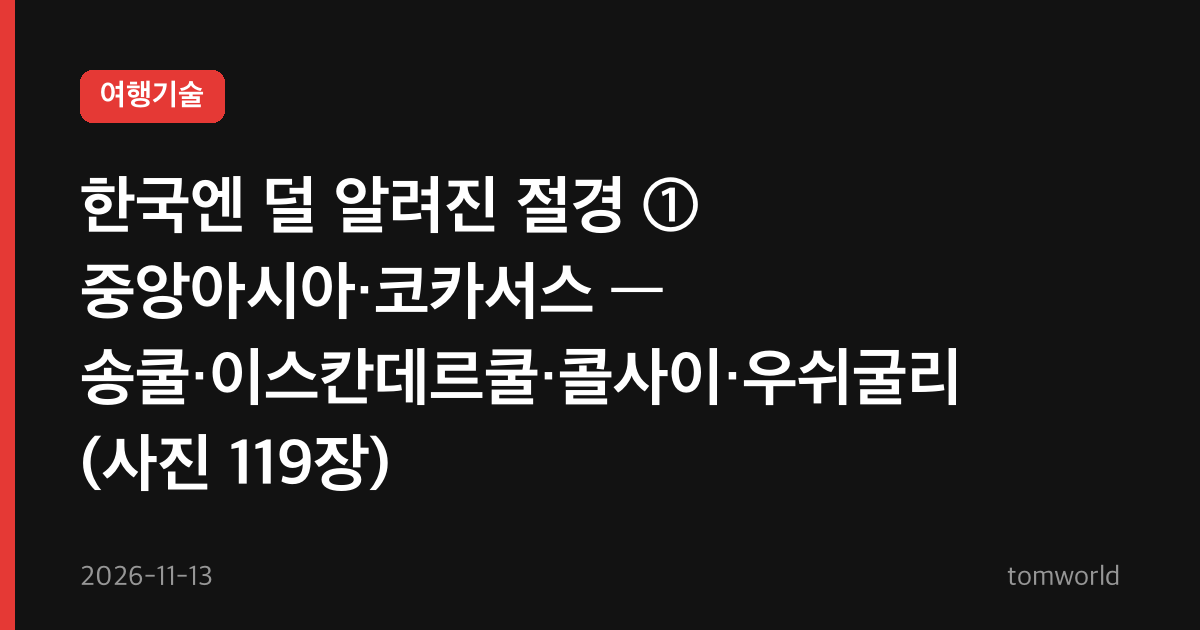 여행기술
한국엔 덜 알려진 절경 ①
중앙아시아·코카서스 —
송쿨·이스칸데르쿨·콜사이·우쉬굴리
(사진 119장)
2026-11-13
tomworld